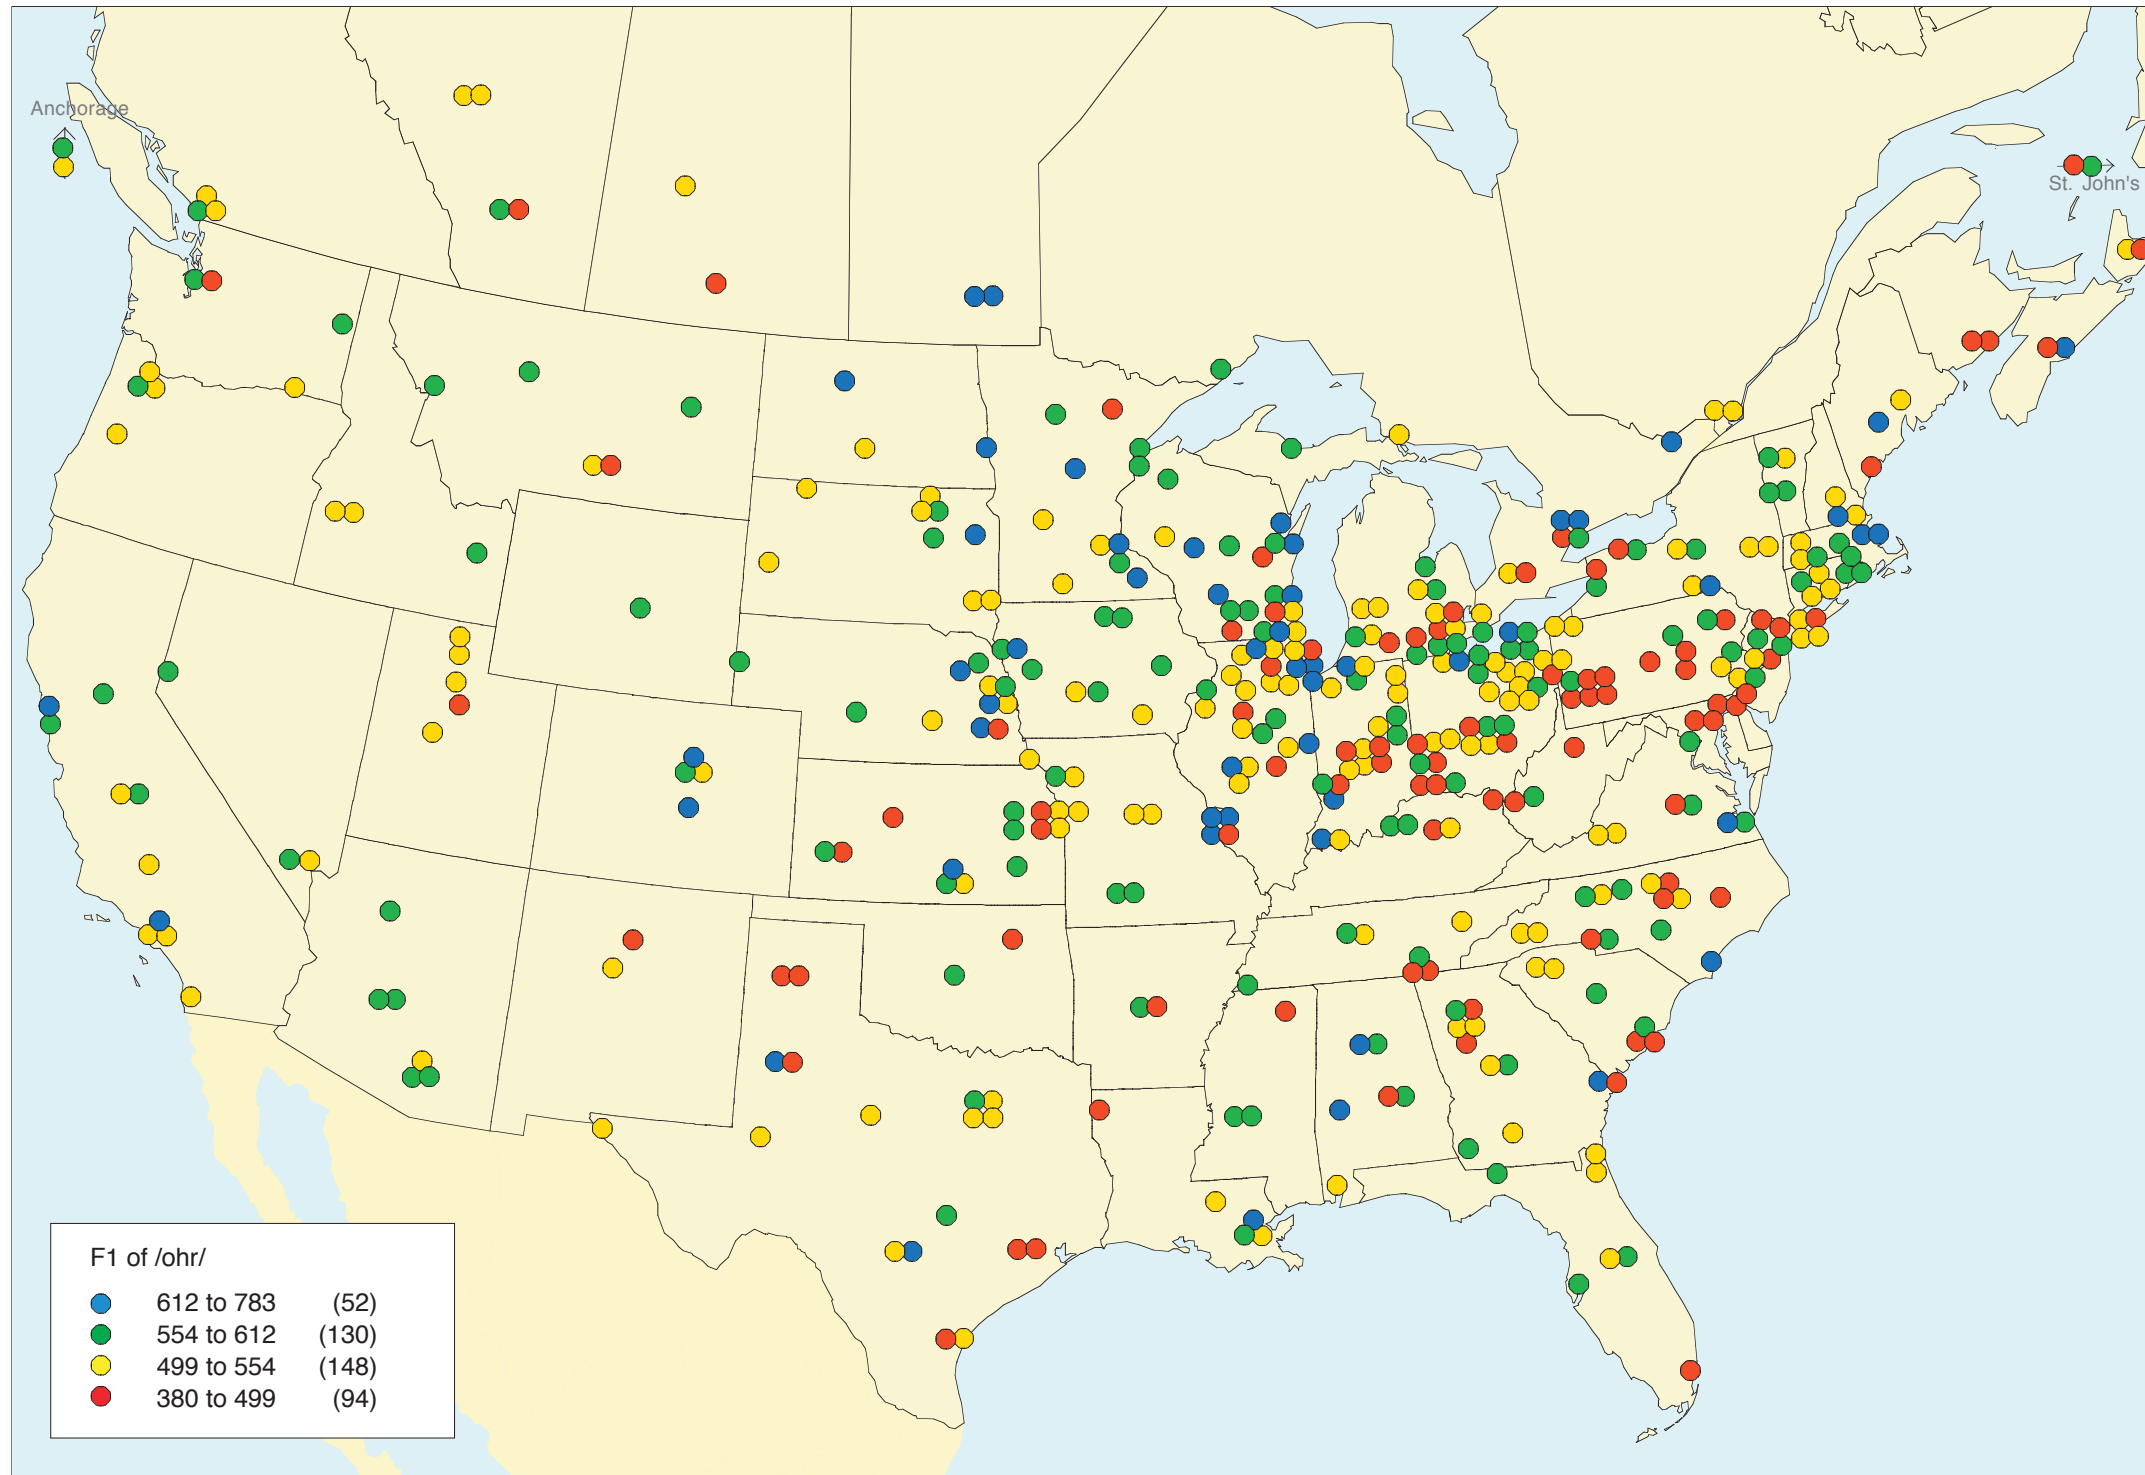 Anchorage
St. John's
F1 of /ohr/
612 to 783 (52)
554 to 612 (130)
499 to 554 (148)
380 to 499 (94)